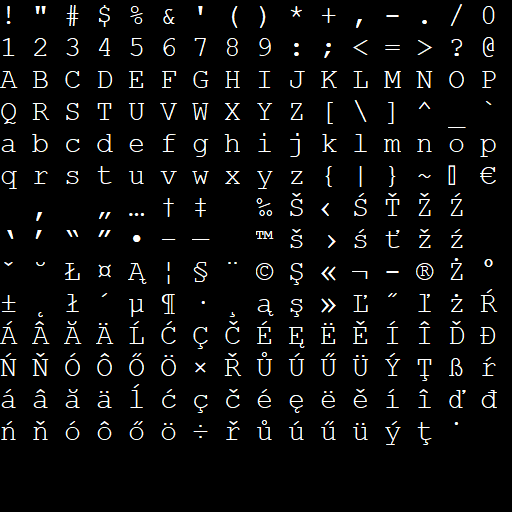 ! " # $ % & ' ( ) * + , - . / 0
1 2 3 4 5 6 7 8 9 : ; < = > ? @
A B C D E F G H I J K L M N O P
Q R S T U V W X Y Z [ \ ] ^ _ `
a b c d e f g h i j k l m n o p
q r s t u v w x y z { | } ~ ▯ €
‚ „ … † ‡ ‰ Š ‹ Ś Ť Ž Ź
‘ ’ “ ” • – — ™ š › ś ť ž ź
ˇ ˘ Ł ¤ Ą ¦ § ¨ © Ş « ¬ - ® Ż °
± ˛ ł ´ µ ¶ · ¸ ą ş » Ľ ˝ ľ ż Ŕ
Á Â Ă Ä Ĺ Ć Ç Č É Ę Ë Ě Í Î Ď Đ
Ń Ň Ó Ô Ő Ö × Ř Ů Ú Ű Ü Ý Ţ ß ŕ
á â ă ä ĺ ć ç č é ę ë ě í î ď đ
ń ň ó ô ő ö ÷ ř ů ú ű ü ý ţ ˙